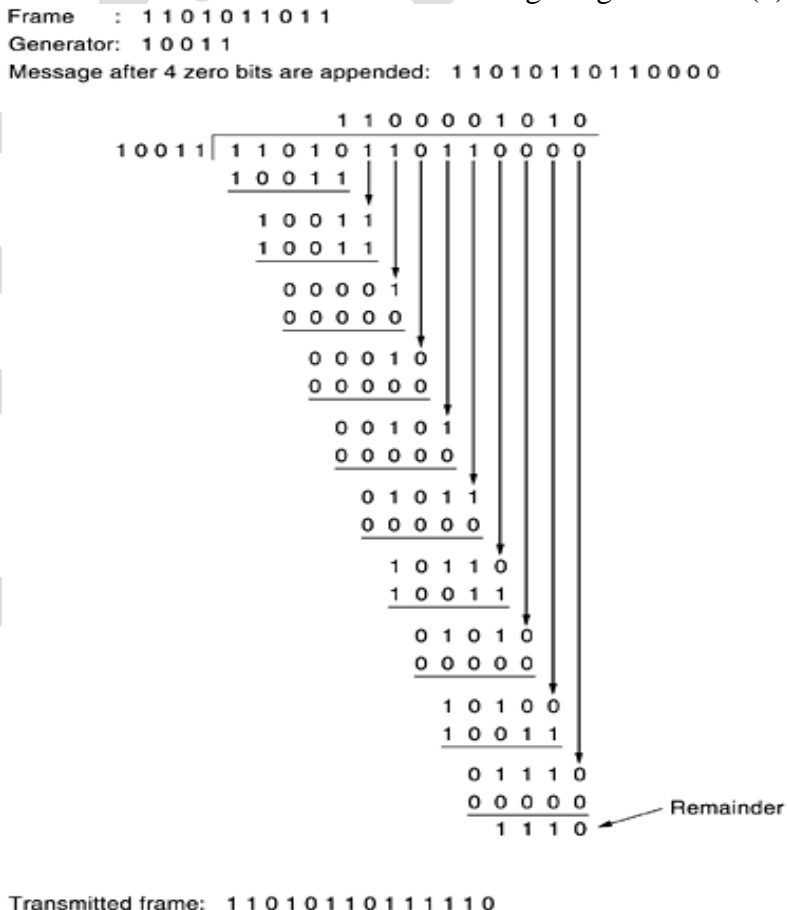 Frame : 1 1 0 1 0 1 1 0 1 1
Generator: 1 0 0 1 1
Message after 4 zero bits are appended: 1 1 0 1 0 1 1 0 1 1 0 0 0 0
1 1 0 0 0 0 1 0 1 0
1 0 0 1 1 1 1 0 1 0 1 1 0 1 1 0 0 0 0
1 0 0 1 1
1 0 0 1 1
1 0 0 1 1
0 0 0 0 1
0 0 0 0 0
0 0 0 1 0
0 0 0 0 0
0 0 1 0 1
0 0 0 0 0
0 1 0 1 1
0 0 0 0 0
1 0 1 1 0
1 0 0 1 1
0 1 0 1 0
0 0 0 0 0
1 0 1 0 0
1 0 0 1 1
0 1 1 1 0
0 0 0 0 0
Remainder
1 1 1 0
Transmitted frame: 1 1 0 1 0 1 1 0 1 1 1 1 1 0